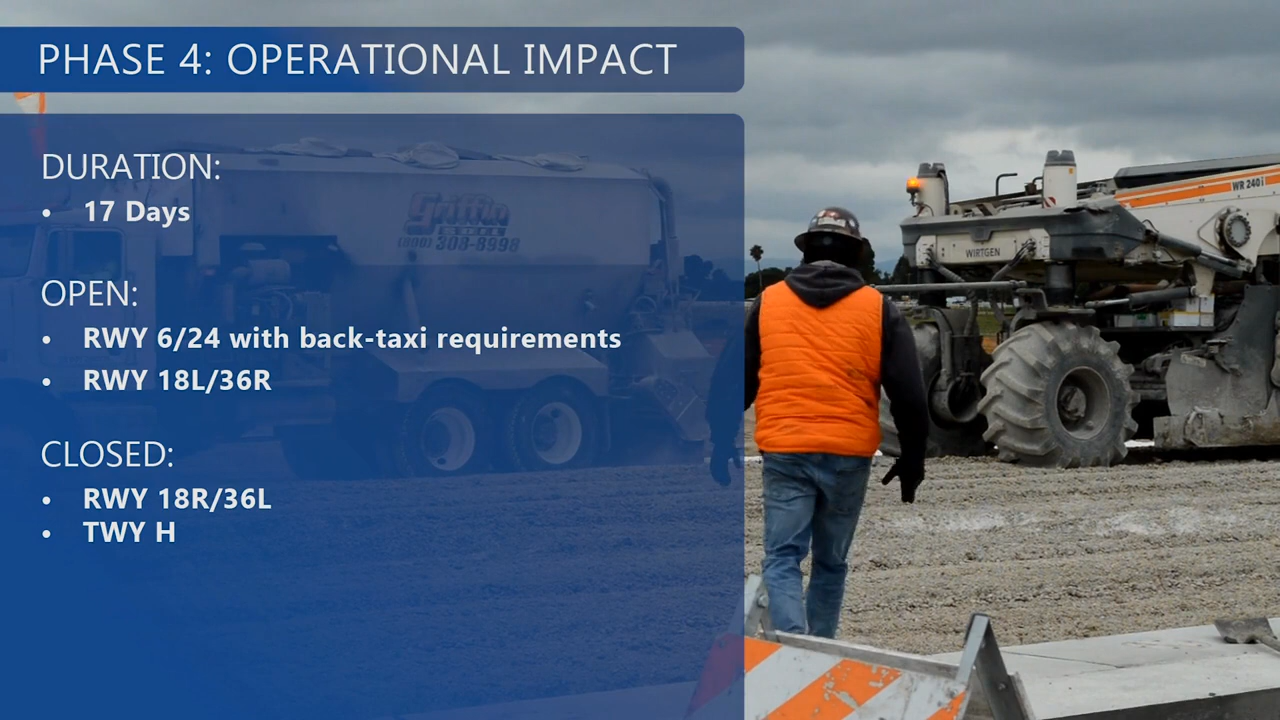 PHASE 4: OPERATIONAL IMPACT
DURATION:
• 17 Days
OPEN:
• RWY 6/24 with back-taxi requirements
• RWY 18L/36R
CLOSED:
• RWY 18R/36L
• TWY H
Griffin
(800) 308-8998
WIRTGEN
WR 240i